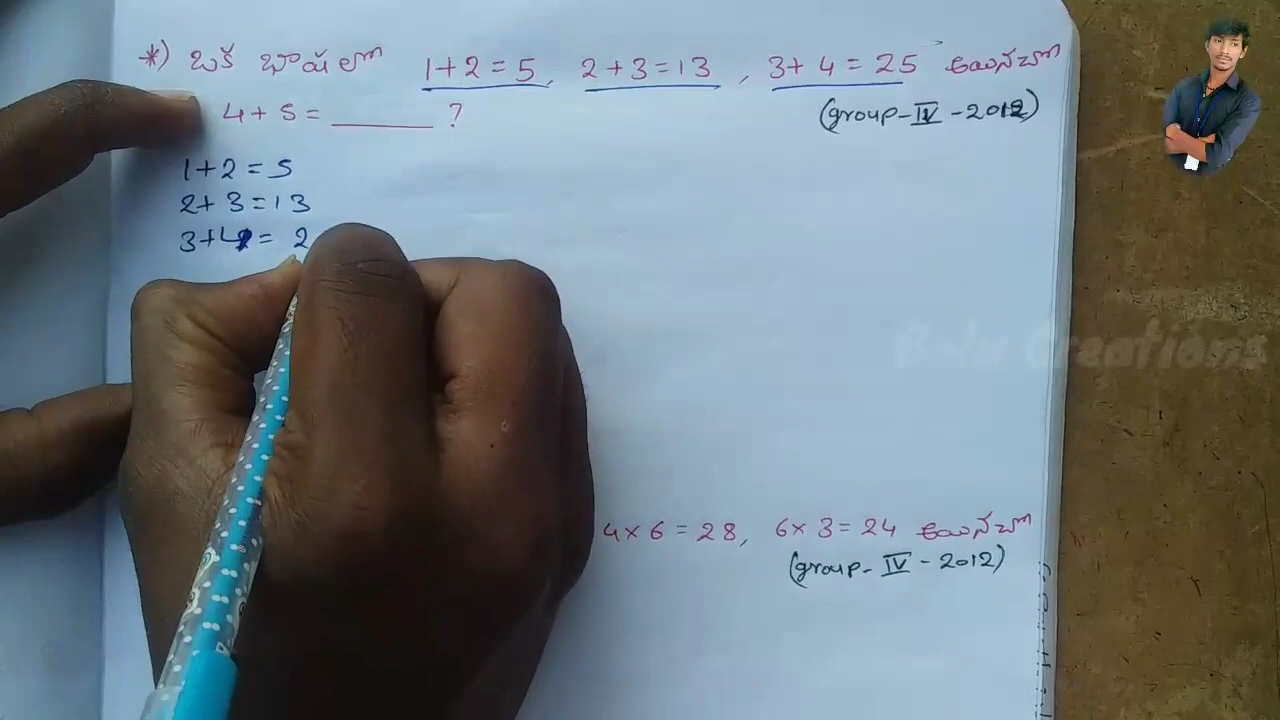 *) ఒక భాషలో 1+2=5, 2+3=13, 3+4=25 అయినచో
(group-IV-2012)
4+5= ______ ?
1+2=5
2+3=13
3+4= 2
4×6=28, 6×3=24 అయినచో
(group-IV-2012)
Balu Creations